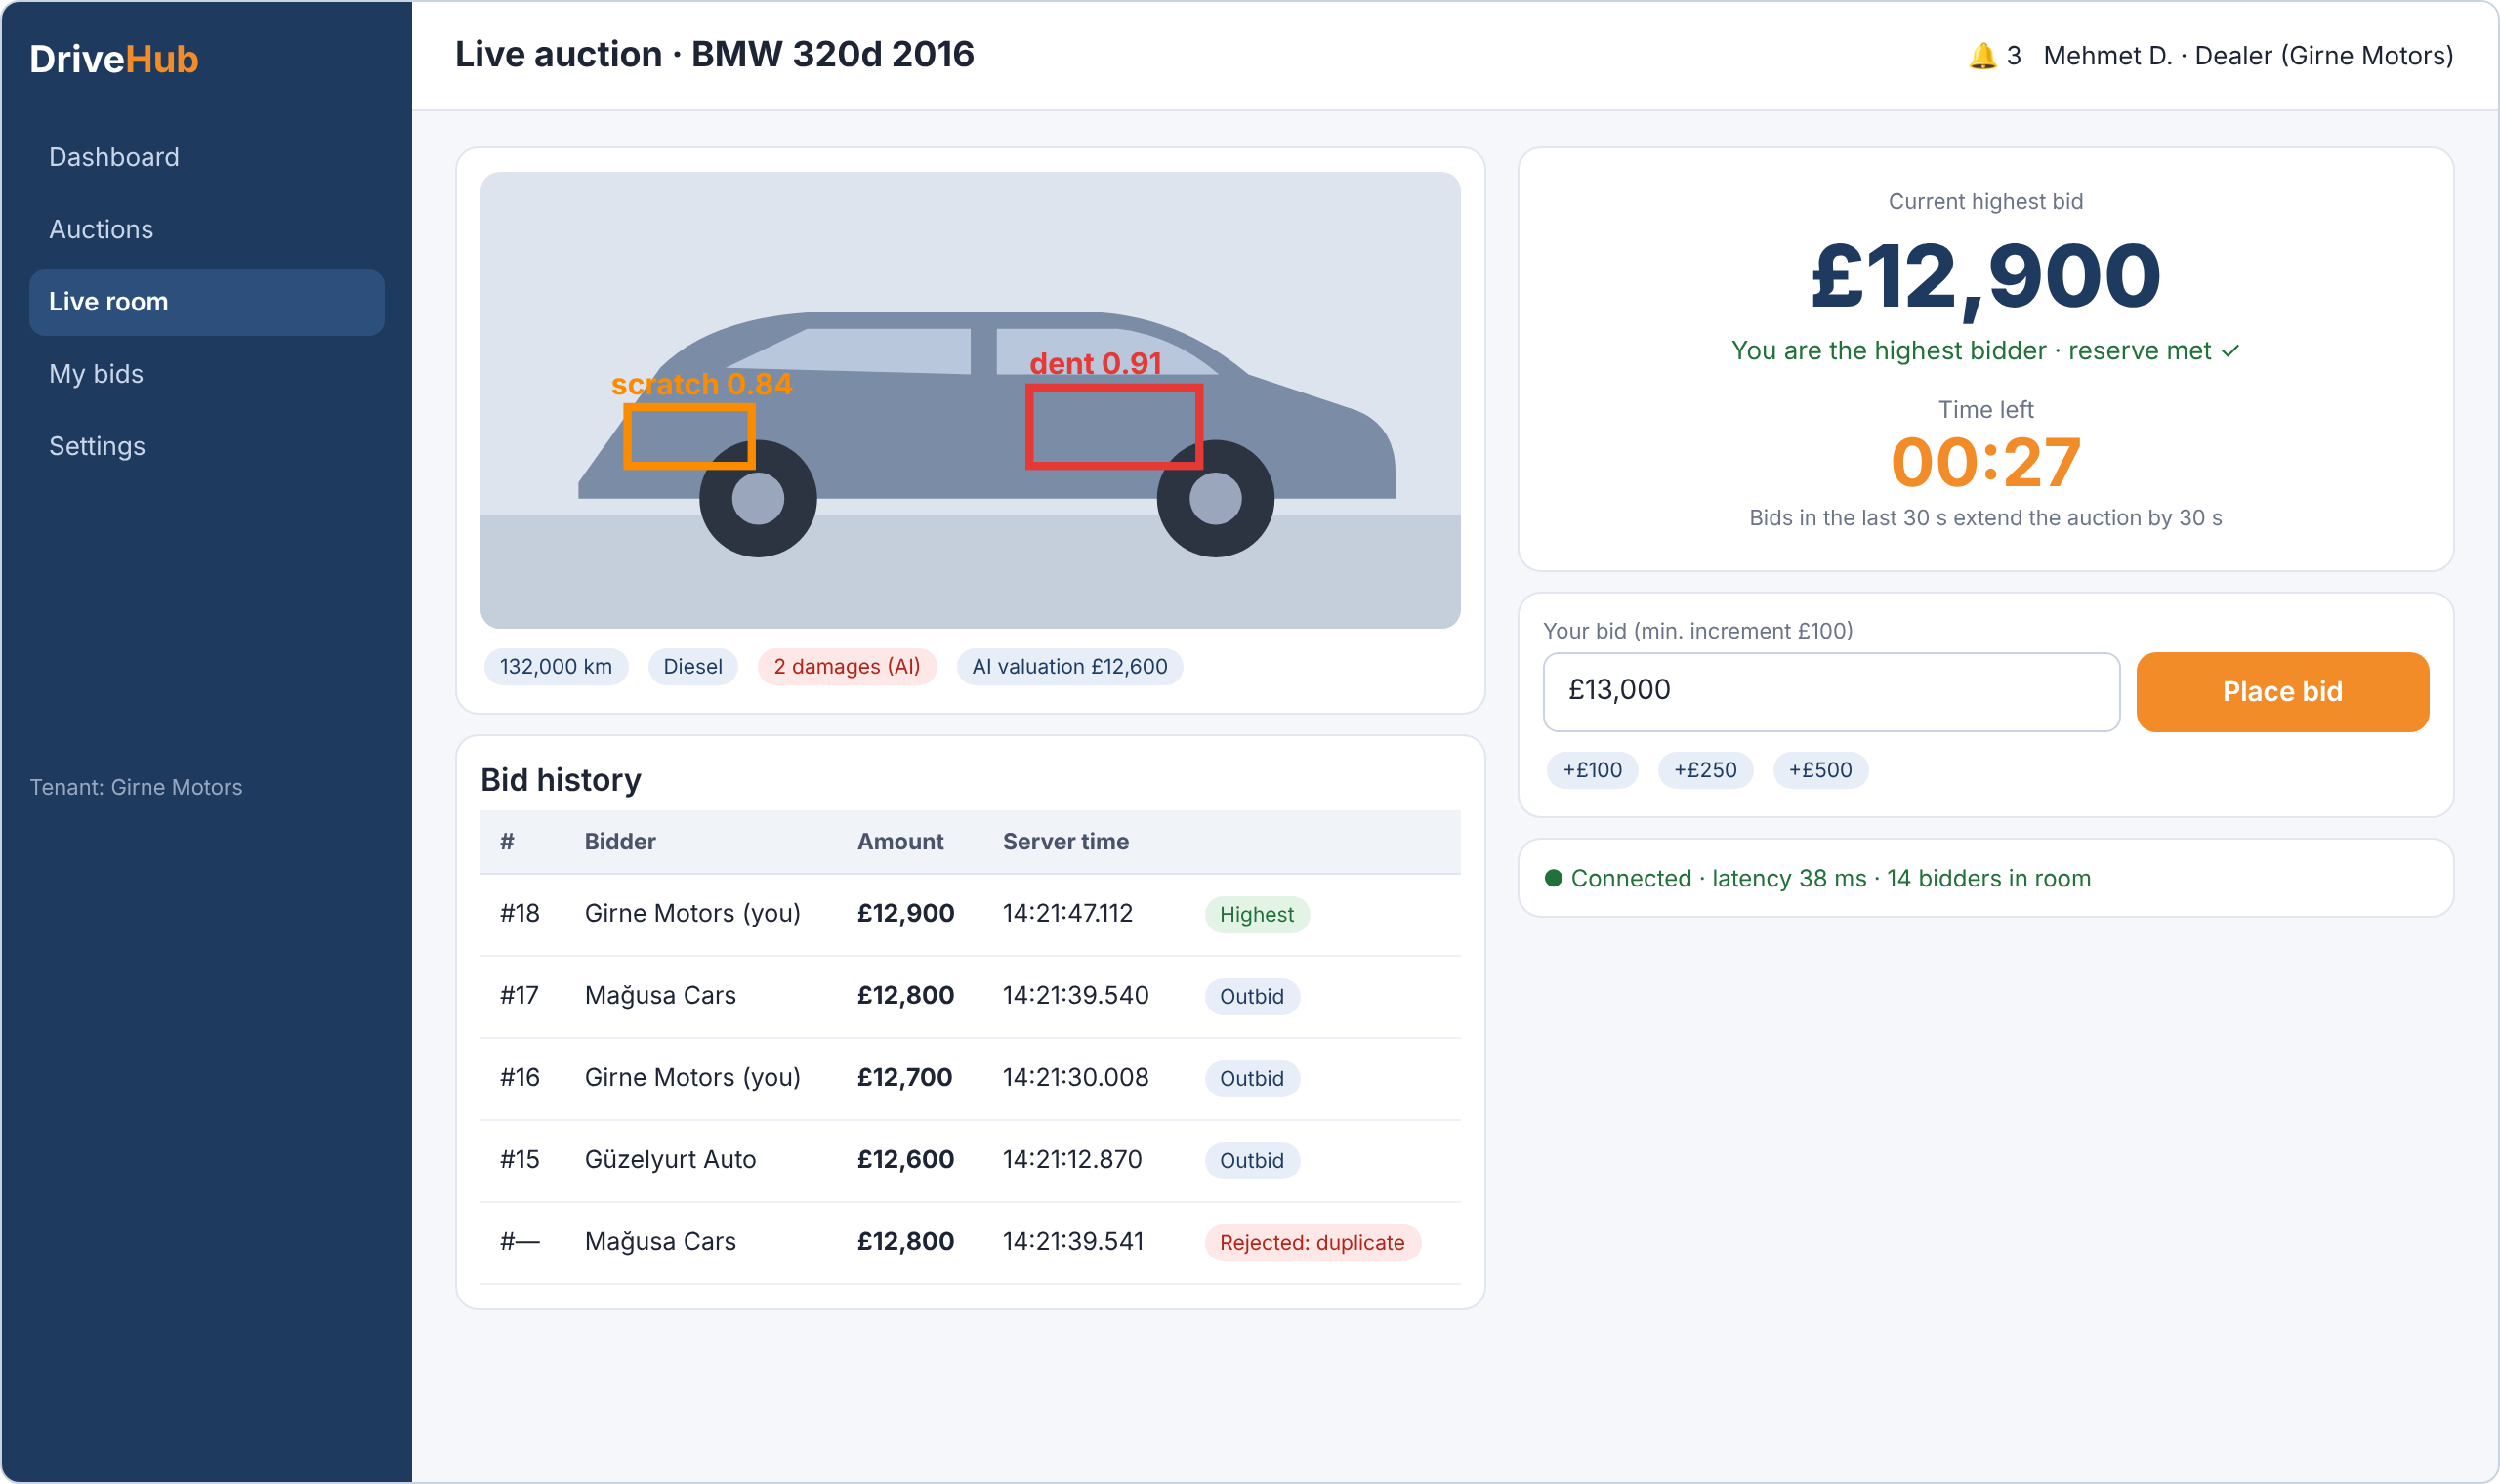 DriveHub
Dashboard
Auctions
Live room
My bids
Settings
Tenant: Girne Motors
Live auction · BMW 320d 2016
🔔 3 Mehmet D. · Dealer (Girne Motors)
scratch 0.84
dent 0.91
132,000 km Diesel 2 damages (AI) AI valuation £12,600
Bid history
# Bidder Amount Server time
#18 Girne Motors (you) £12,900 14:21:47.112 Highest
#17 Mağusa Cars £12,800 14:21:39.540 Outbid
#16 Girne Motors (you) £12,700 14:21:30.008 Outbid
#15 Güzelyurt Auto £12,600 14:21:12.870 Outbid
#— Mağusa Cars £12,800 14:21:39.541 Rejected: duplicate
Current highest bid
£12,900
You are the highest bidder · reserve met ✓
Time left
00:27
Bids in the last 30 s extend the auction by 30 s
Your bid (min. increment £100)
£13,000 Place bid
+£100 +£250 +£500
● Connected · latency 38 ms · 14 bidders in room